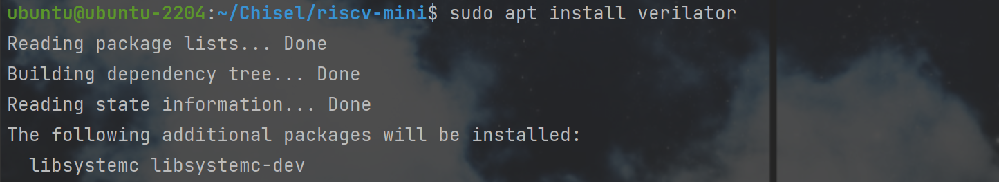 ubuntu@ubuntu-2204:~/Chisel/riscv-mini$ sudo apt install verilator
Reading package lists... Done
Building dependency tree... Done
Reading state information... Done
The following additional packages will be installed:
  libsystemc libsystemc-dev